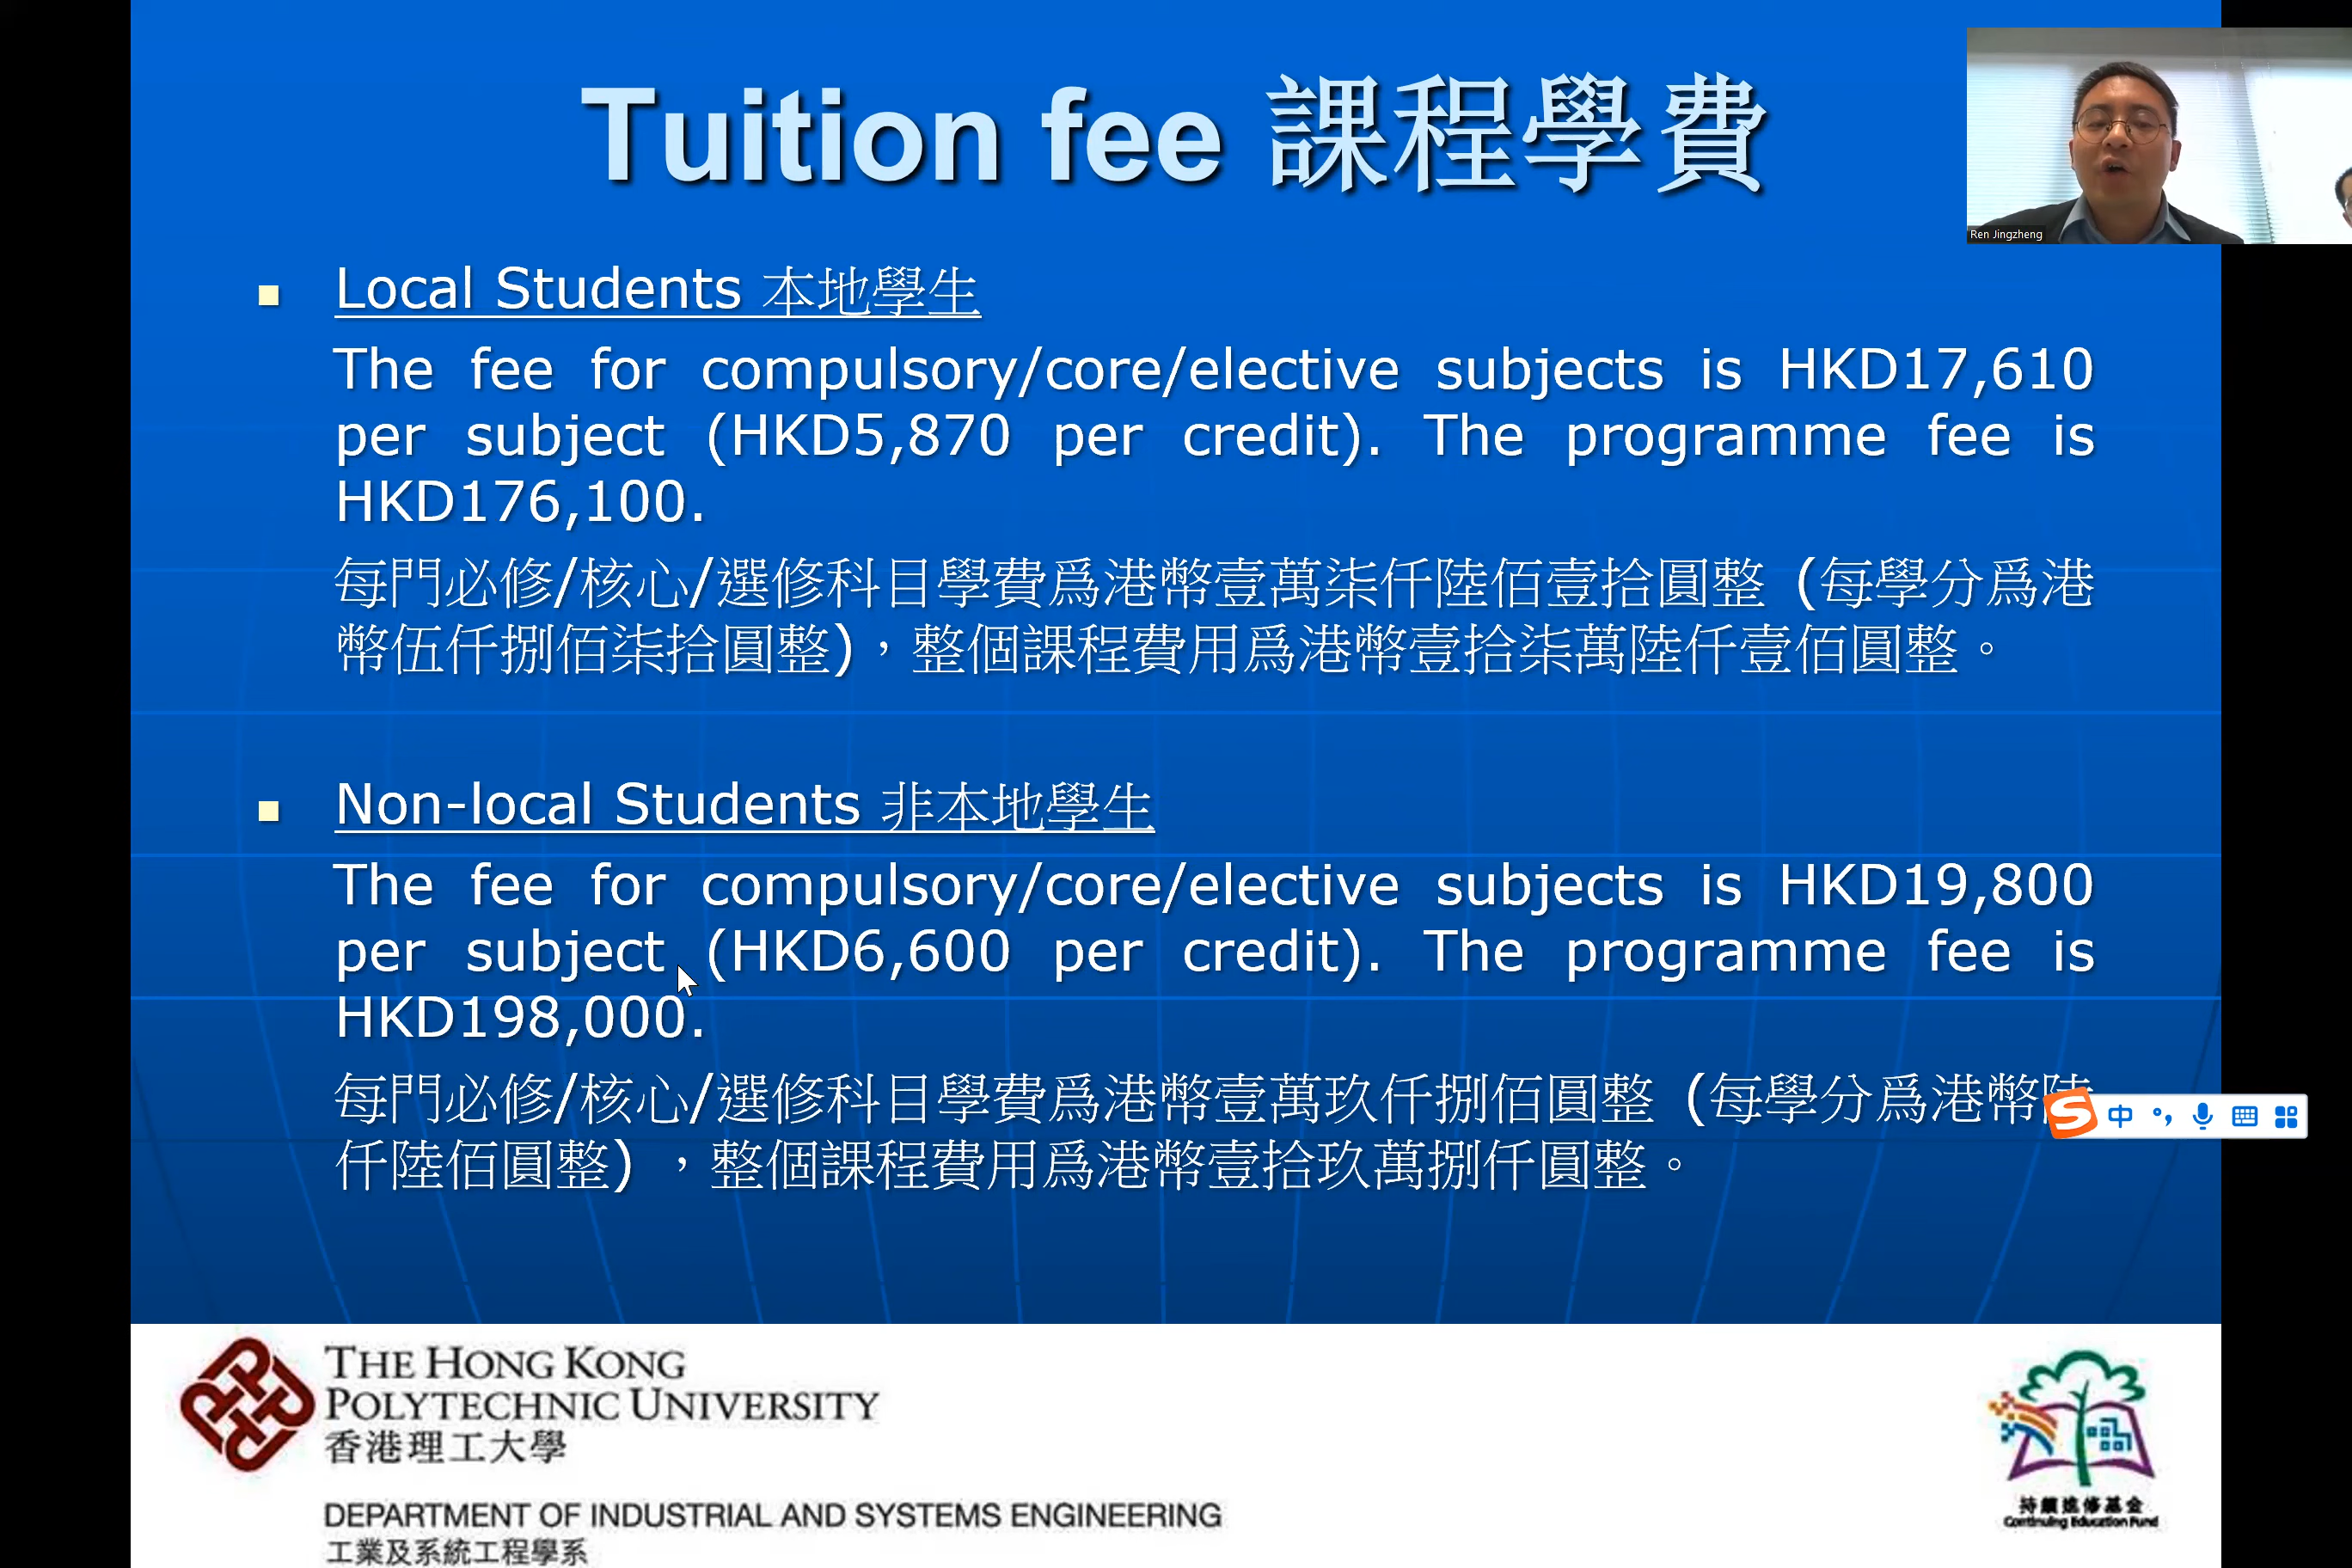 Tuition fee 課程學費
Ren Jingzheng
Local Students 本地學生
The fee for compulsory/core/elective subjects is HKD17,610
per subject (HKD5,870 per credit). The programme fee is
HKD176,100.
每門必修/核心/選修科目學費爲港幣壹萬柒仟陸佰壹拾圓整 (每學分爲港
幣伍仟捌佰柒拾圓整)，整個課程費用爲港幣壹拾柒萬陸仟壹佰圓整。
Non-local Students 非本地學生
The fee for compulsory/core/elective subjects is HKD19,800
per subject (HKD6,600 per credit). The programme fee is
HKD198,000.
每門必修/核心/選修科目學費爲港幣壹萬玖仟捌佰圓整 (每學分爲港幣陸
中
仟陸佰圓整) ，整個課程費用爲港幣壹拾玖萬捌仟圓整。
THE HONG KONG
POLYTECHNIC UNIVERSITY
香港理工大學
DEPARTMENT OF INDUSTRIAL AND SYSTEMS ENGINEERING
工業及系統工程學系
持續進修基金
Continuing Education Fund